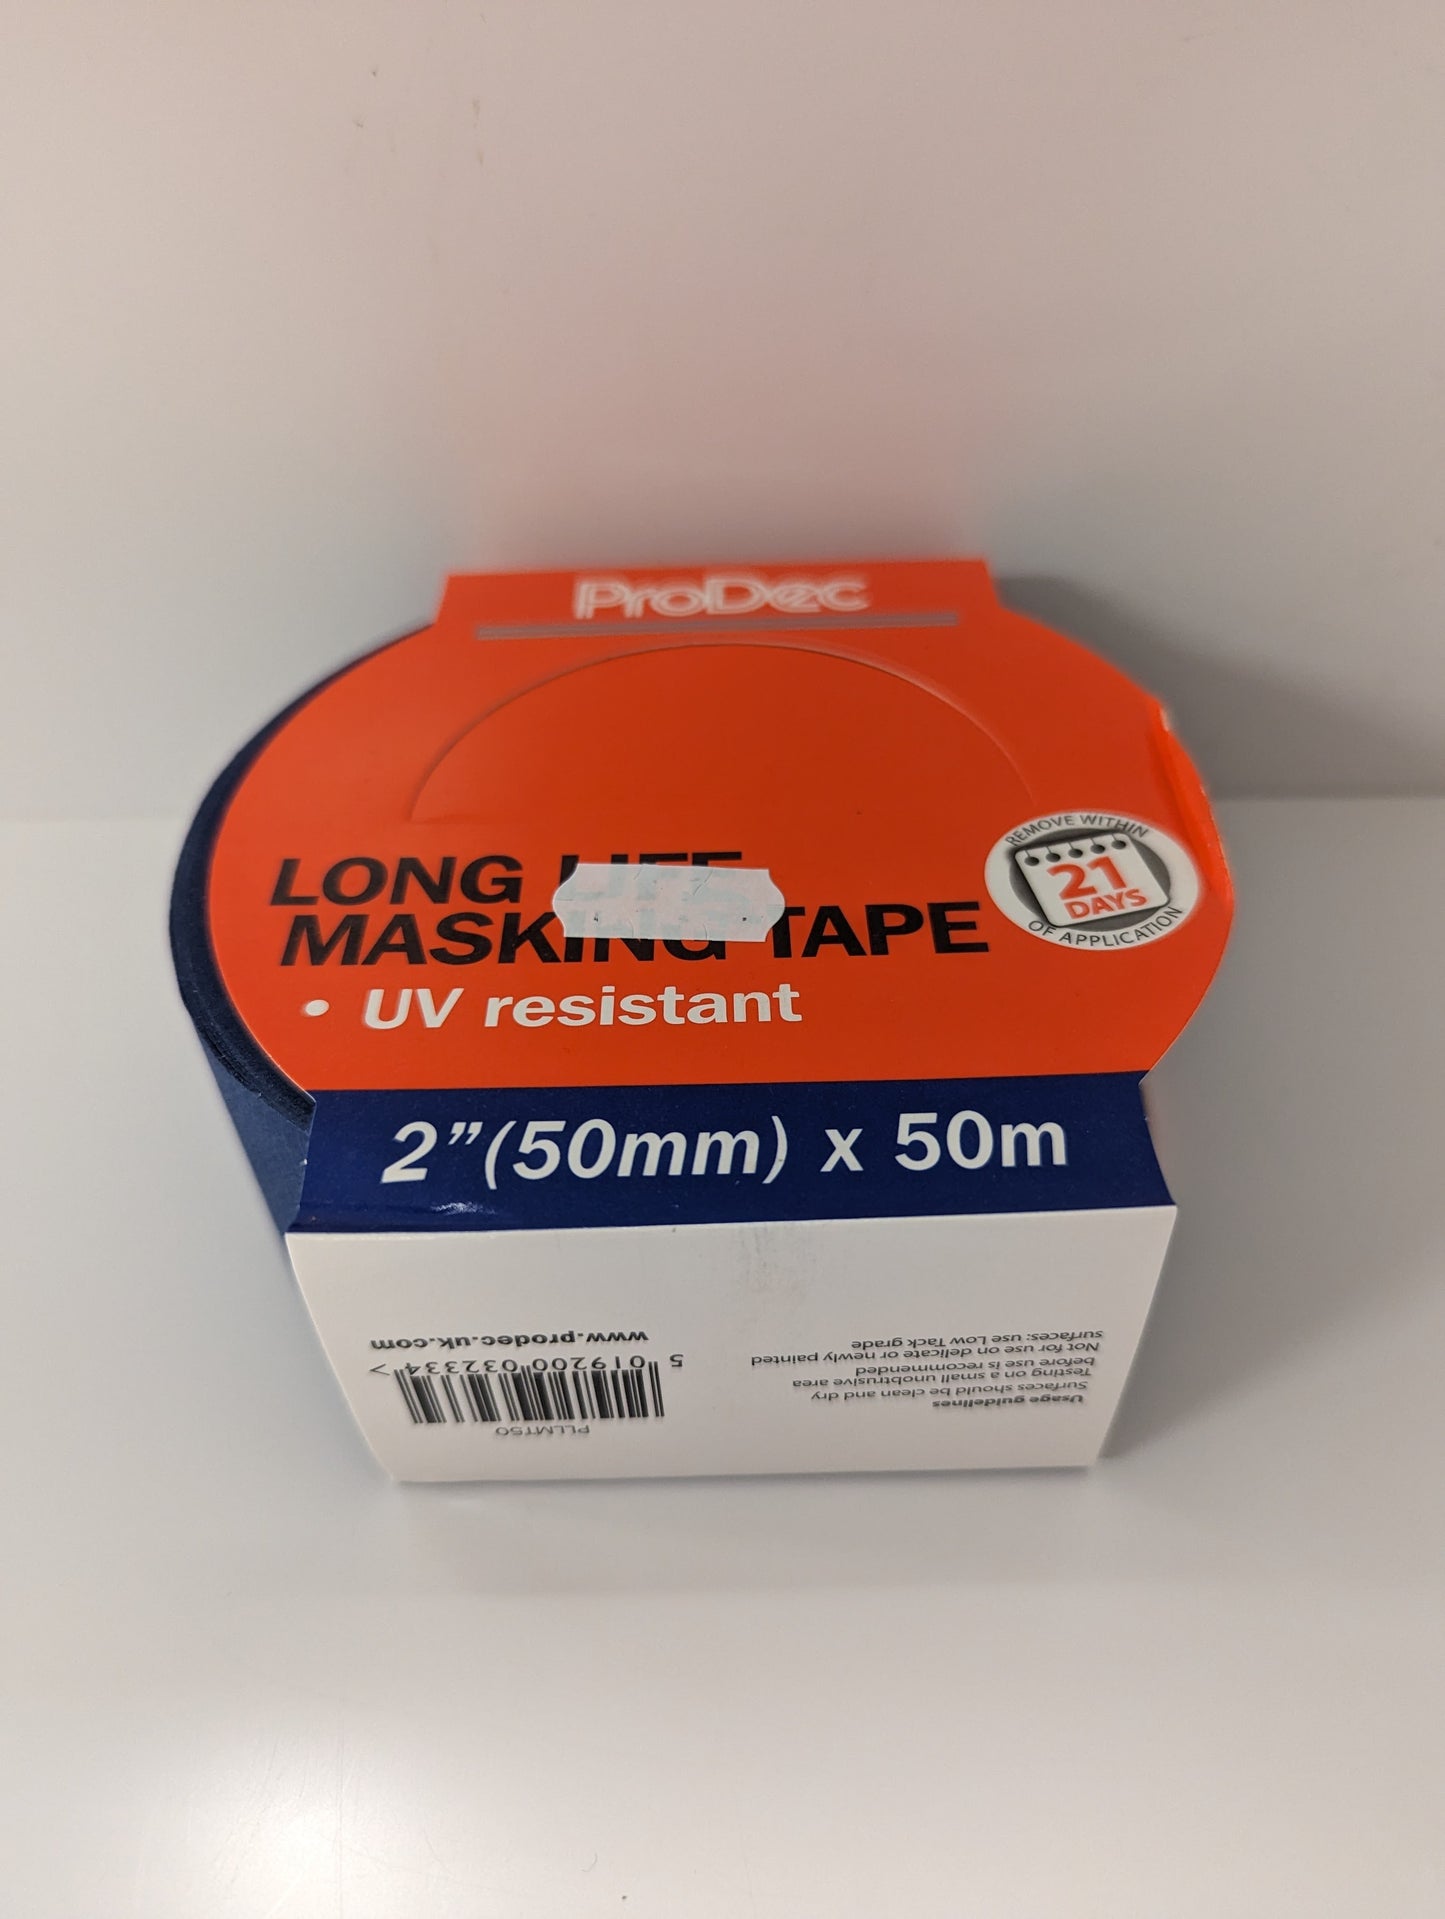 ProDec
LONG LIFE
MASKING TAPE
• UV resistant
REMOVE WITHIN
21
DAYS
OF APPLICATION
2”(50mm) x 50m
PLLMT50
5 019200 032334 >
www.prodec.uk.com
Usage guidelines
Surfaces should be clean and dry
Testing on a small unobtrusive area
before use is recommended
Not for use on delicate or newly painted
surfaces: use Low Tack grade